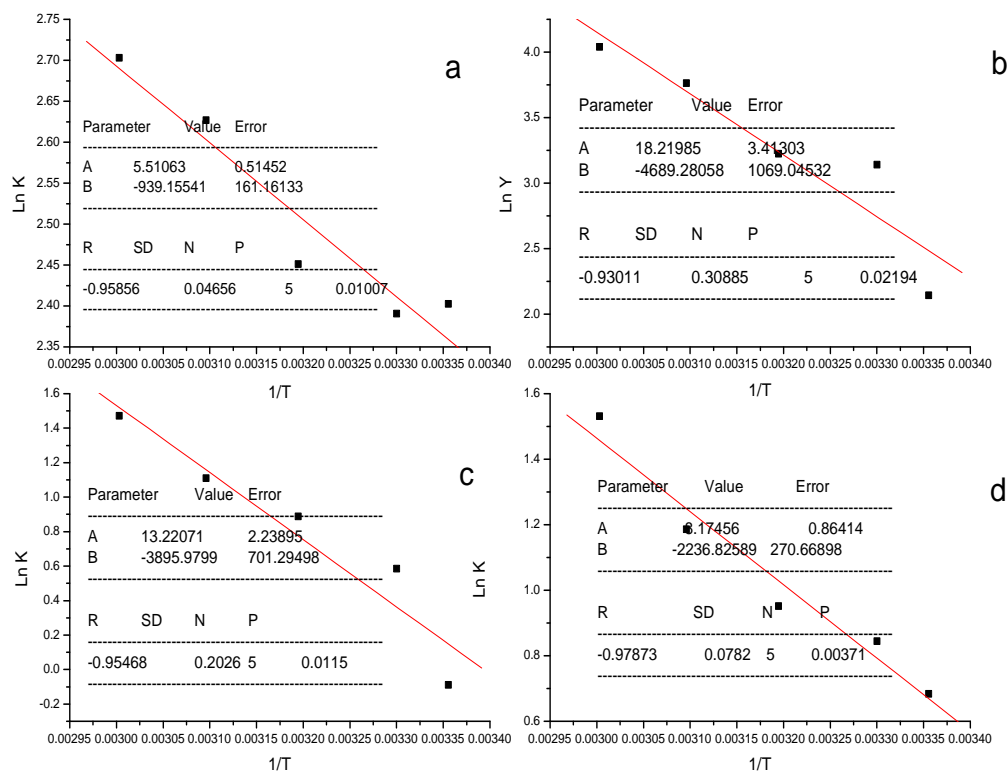 a
2.75
2.70
2.65
2.60
2.55
2.50
2.45
2.40
2.35
Ln K
Parameter Value Error
A 5.51063 0.51452
B -939.15541 161.16133
R SD N P
-0.95856 0.04656 5 0.01007
0.00295 0.00300 0.00305 0.00310 0.00315 0.00320 0.00325 0.00330 0.00335 0.00340
1/T
b
4.0
3.5
3.0
2.5
2.0
Ln Y
Parameter Value Error
A 18.21985 3.41303
B -4689.28058 1069.04532
R SD N P
-0.93011 0.30885 5 0.02194
0.00295 0.00300 0.00305 0.00310 0.00315 0.00320 0.00325 0.00330 0.00335 0.00340
1/T
c
1.6
1.4
1.2
1.0
0.8
0.6
0.4
0.2
0.0
-0.2
Ln K
Parameter Value Error
A 13.22071 2.23895
B -3895.9799 701.29498
R SD N P
-0.95468 0.2026 5 0.0115
0.00295 0.00300 0.00305 0.00310 0.00315 0.00320 0.00325 0.00330 0.00335 0.00340
1/T
d
1.6
1.4
1.2
1.0
0.8
0.6
Ln K
Parameter Value Error
A 8.17456 0.86414
B -2236.82589 270.66898
R SD N P
-0.97873 0.0782 5 0.00371
0.00295 0.00300 0.00305 0.00310 0.00315 0.00320 0.00325 0.00330 0.00335 0.00340
1/T